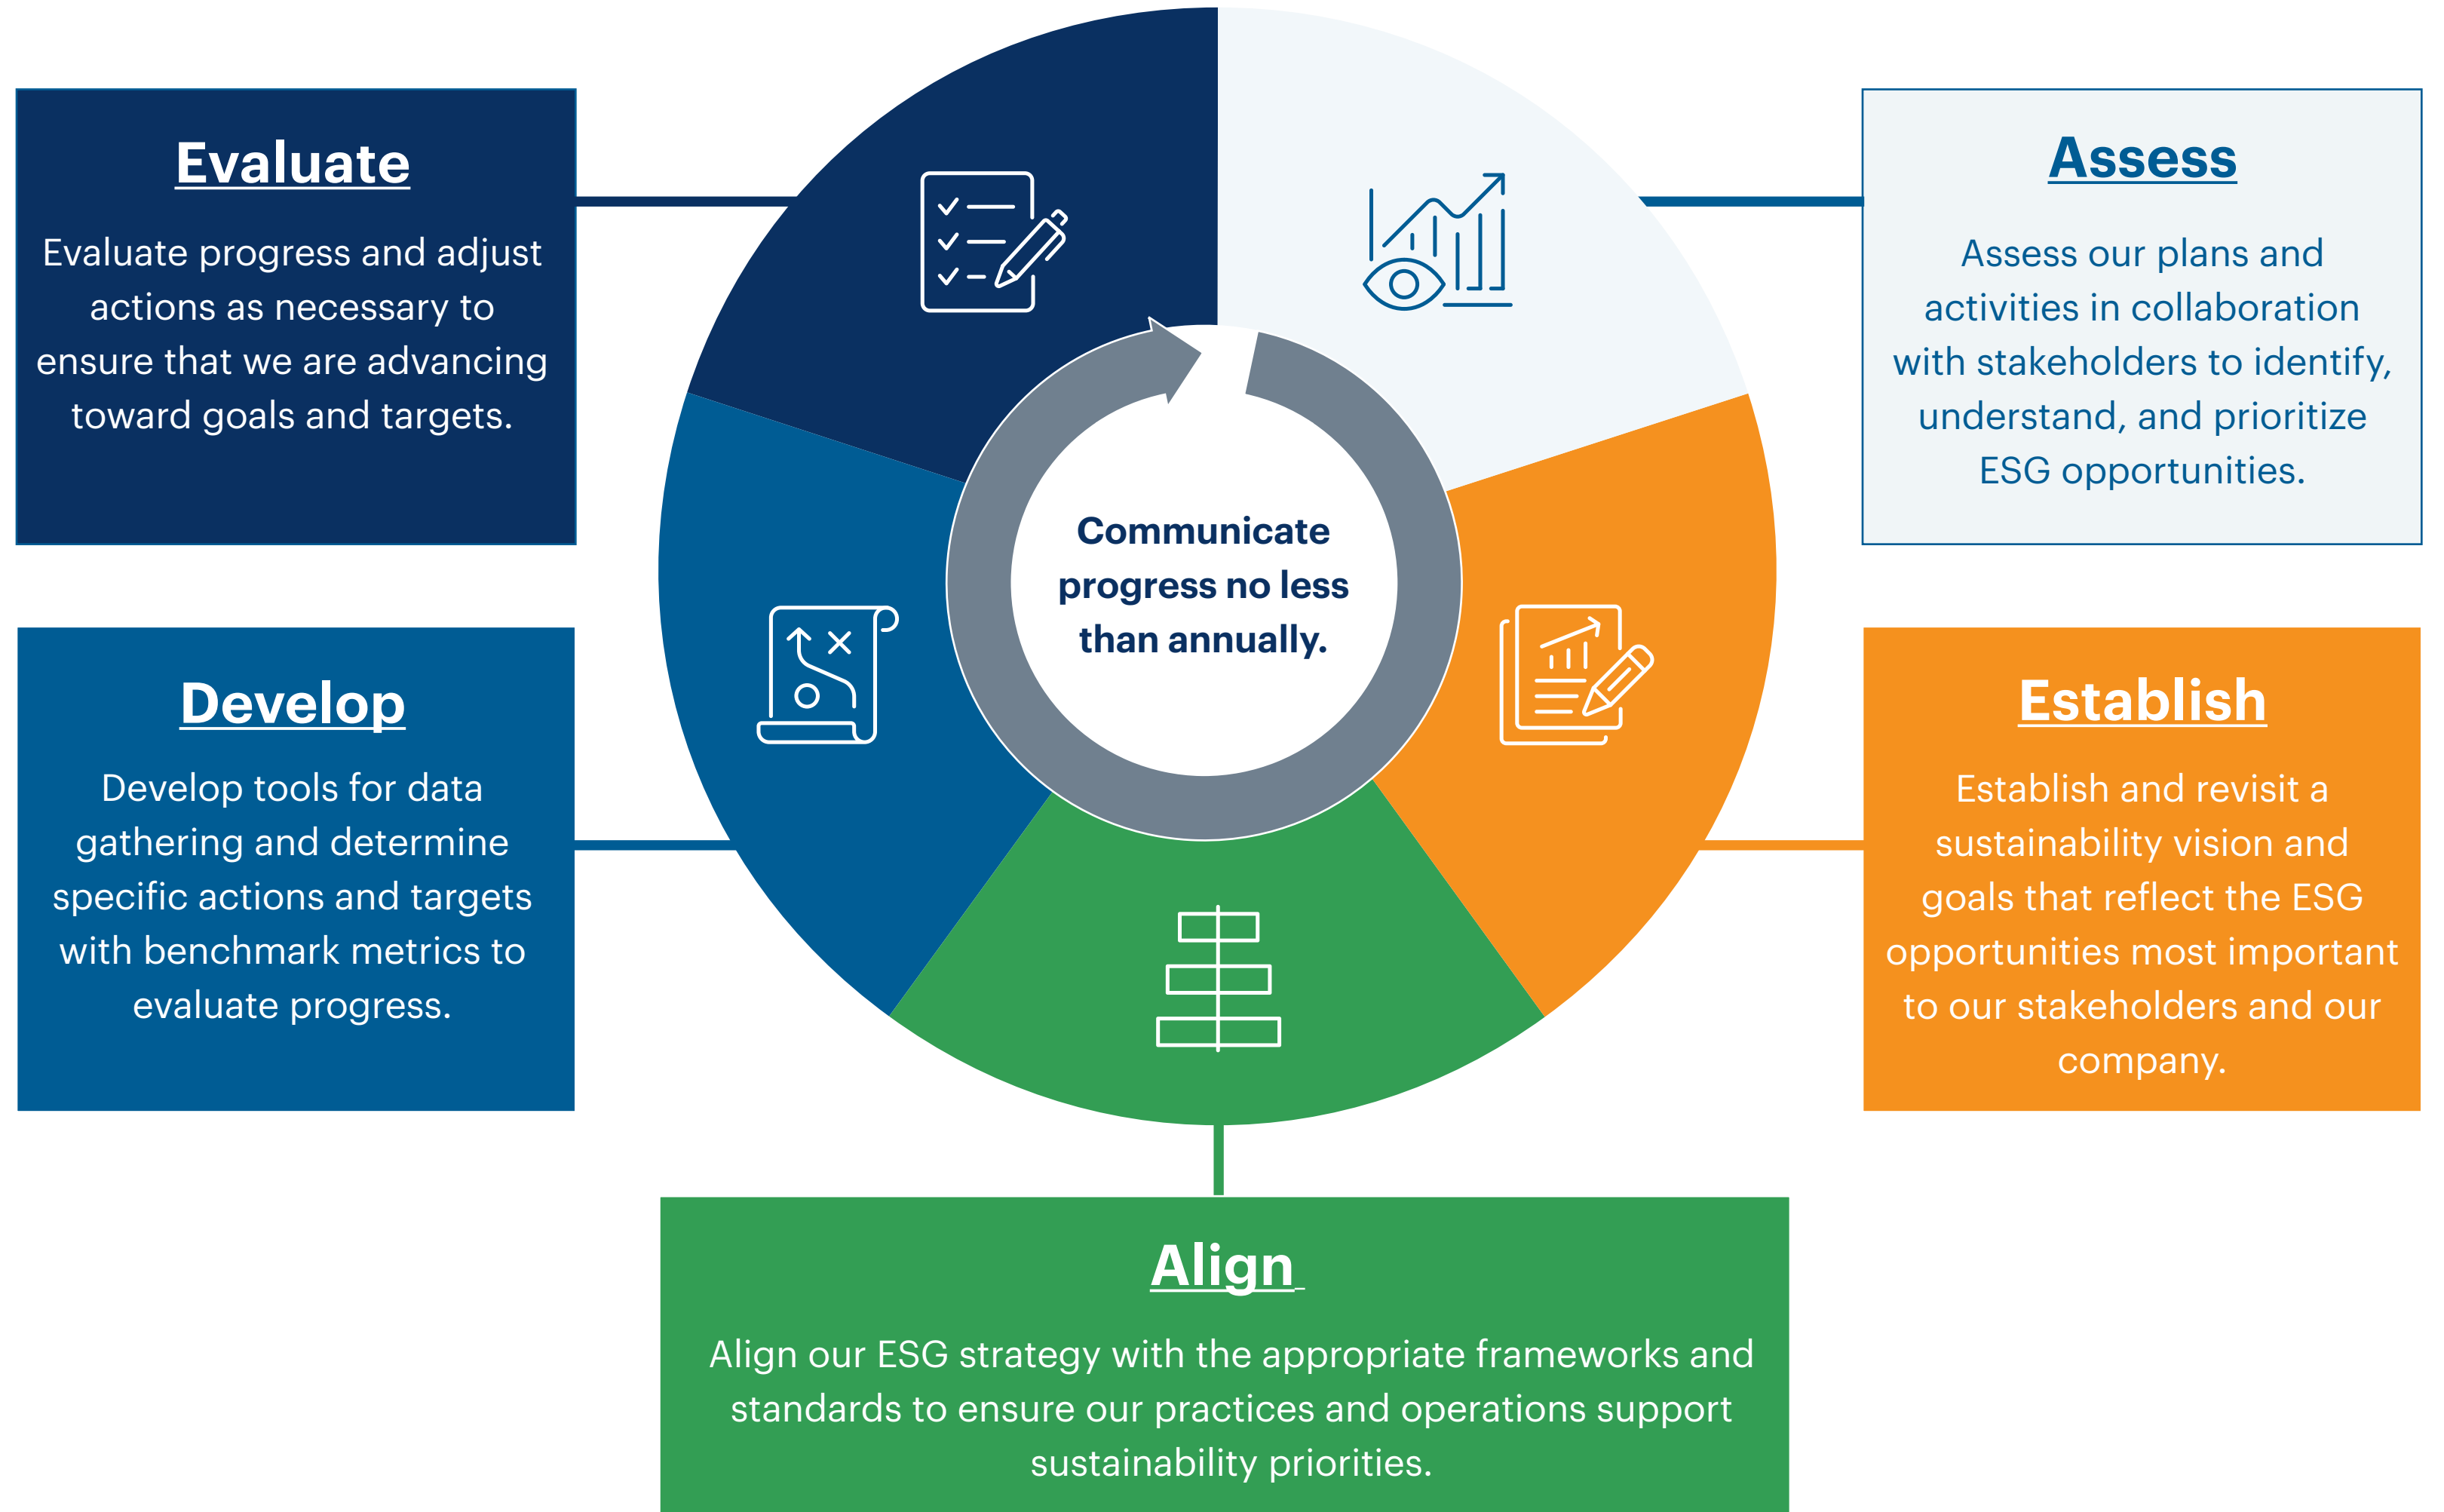 Evaluate
Evaluate progress and adjust
actions as necessary to
ensure that we are advancing
toward goals and targets.
Assess
Assess our plans and
activities in collaboration
with stakeholders to identify,
understand, and prioritize
ESG opportunities.
Communicate
progress no less
than annually.
Develop
Develop tools for data
gathering and determine
specific actions and targets
with benchmark metrics to
evaluate progress.
Establish
Establish and revisit a
sustainability vision and
goals that reflect the ESG
opportunities most important
to our stakeholders and our
company.
Align
Align our ESG strategy with the appropriate frameworks and
standards to ensure our practices and operations support
sustainability priorities.